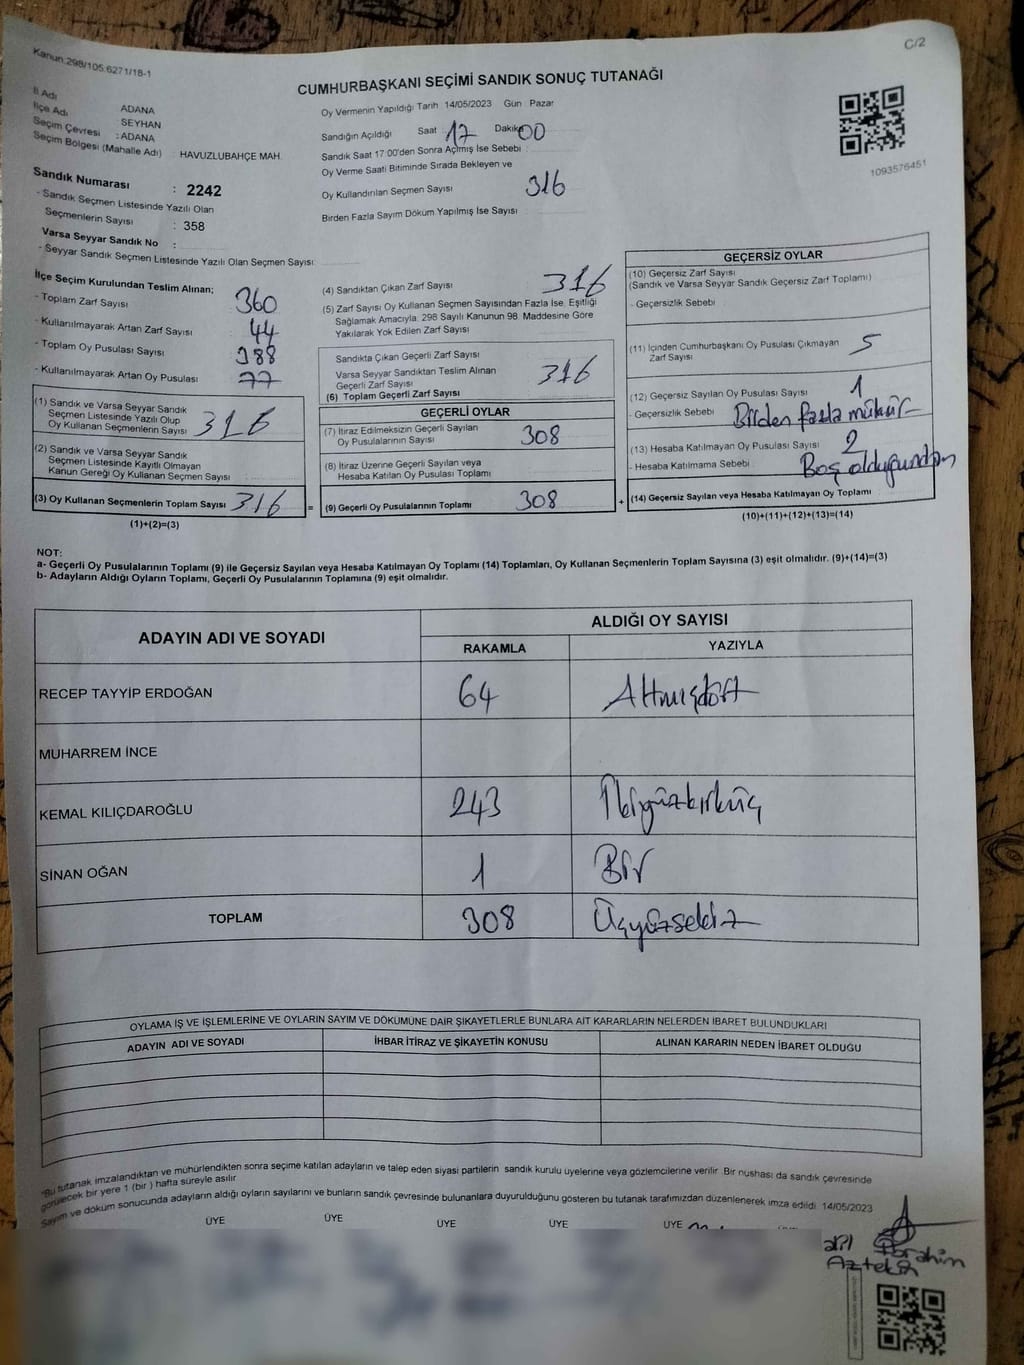 Kanun:298/105.6271/18-1
C/2
CUMHURBAŞKANI SEÇİMİ SANDIK SONUÇ TUTANAĞI
İl Adı ADANA
İlçe Adı SEYHAN
Seçim Çevresi : ADANA
Seçim Bölgesi (Mahalle Adı) : HAVUZLUBAHÇE MAH.
Oy Vermenin Yapıldığı Tarih 14/05/2023 Gün Pazar
Sandığın Açıldığı Saat 17 Dakika 00
Sandık Saat 17:00'den Sonra Açılmış İse Sebebi :
Oy Verme Saati Bitiminde Sırada Bekleyen ve
Oy Kullandırılan Seçmen Sayısı 316
Birden Fazla Sayım Döküm Yapılmış İse Sayısı :
1093576451
Sandık Numarası : 2242
- Sandık Seçmen Listesinde Yazılı Olan
Seçmenlerin Sayısı : 358
Varsa Seyyar Sandık No :
- Seyyar Sandık Seçmen Listesinde Yazılı Olan Seçmen Sayısı:
İlçe Seçim Kurulundan Teslim Alınan;
- Toplam Zarf Sayısı 360
- Kullanılmayarak Artan Zarf Sayısı 44
- Toplam Oy Pusulası Sayısı 388
- Kullanılmayarak Artan Oy Pusulası 77
(1) Sandık ve Varsa Seyyar Sandık
Seçmen Listesinde Yazılı Olup
Oy Kullanan Seçmenlerin Sayısı 316
(2) Sandık ve Varsa Seyyar Sandık
Seçmen Listesinde Kayıtlı Olmayan
Kanun Gereği Oy Kullanan Seçmen Sayısı
(3) Oy Kullanan Seçmenlerin Toplam Sayısı 316 =
(1)+(2)=(3)
(4) Sandıktan Çıkan Zarf Sayısı 316
(5) Zarf Sayısı Oy Kullanan Seçmen Sayısından Fazla İse, Eşitliği
Sağlamak Amacıyla, 298 Sayılı Kanunun 98. Maddesine Göre
Yakılarak Yok Edilen Zarf Sayısı
Sandıkta Çıkan Geçerli Zarf Sayısı
Varsa Seyyar Sandıktan Teslim Alınan
Geçerli Zarf Sayısı
(6) Toplam Geçerli Zarf Sayısı 316
GEÇERLİ OYLAR
(7) İtiraz Edilmeksizin Geçerli Sayılan
Oy Pusulalarının Sayısı 308
(8) İtiraz Üzerine Geçerli Sayılan veya
Hesaba Katılan Oy Pusulası Toplamı
(9) Geçerli Oy Pusulalarının Toplamı 308 +
GEÇERSİZ OYLAR
(10) Geçersiz Zarf Sayısı
(Sandık ve Varsa Seyyar Sandık Geçersiz Zarf Toplamı)
- Geçersizlik Sebebi :
(11) İçinden Cumhurbaşkanı Oy Pusulası Çıkmayan
Zarf Sayısı 5
(12) Geçersiz Sayılan Oy Pusulası Sayısı 1
- Geçersizlik Sebebi : Birden fazla mühür
(13) Hesaba Katılmayan Oy Pusulası Sayısı 2
- Hesaba Katılmama Sebebi : Boş olduğundan
(14) Geçersiz Sayılan veya Hesaba Katılmayan Oy Toplamı
(10)+(11)+(12)+(13)=(14)
NOT:
a- Geçerli Oy Pusulalarının Toplamı (9) ile Geçersiz Sayılan veya Hesaba Katılmayan Oy Toplamı (14) Toplamları, Oy Kullanan Seçmenlerin Toplam Sayısına (3) eşit olmalıdır. (9)+(14)=(3)
b- Adayların Aldığı Oyların Toplamı, Geçerli Oy Pusulalarının Toplamına (9) eşit olmalıdır.
ADAYIN ADI VE SOYADI ALDIĞI OY SAYISI
RAKAMLA YAZIYLA
RECEP TAYYİP ERDOĞAN 64 Altmışdört
MUHARREM İNCE
KEMAL KILIÇDAROĞLU 243 İkiyüzkırküç
SİNAN OĞAN 1 Bir
TOPLAM 308 Üçyüzsekiz
OYLAMA İŞ VE İŞLEMLERİNE VE OYLARIN SAYIM VE DÖKÜMÜNE DAİR ŞİKAYETLERLE BUNLARA AİT KARARLARIN NELERDEN İBARET BULUNDUKLARI
ADAYIN ADI VE SOYADI İHBAR İTİRAZ VE ŞİKAYETİN KONUSU ALINAN KARARIN NEDEN İBARET OLDUĞU
"Bu tutanak imzalandıktan ve mühürlendikten sonra seçime katılan adayların ve talep eden siyasi partilerin sandık kurulu üyelerine veya gözlemcilerine verilir. Bir nushası da sandık çevresinde
görülecek bir yere 1 (bir) hafta süreyle asılır.
Sayım ve döküm sonucunda adayların aldığı oyların sayılarını ve bunların sandık çevresinde bulunanlara duyurulduğunu gösteren bu tutanak tarafımızdan düzenlenerek imza edildi. 14/05/2023
ÜYE ÜYE ÜYE ÜYE ÜYE
İbrahim
Aztekin